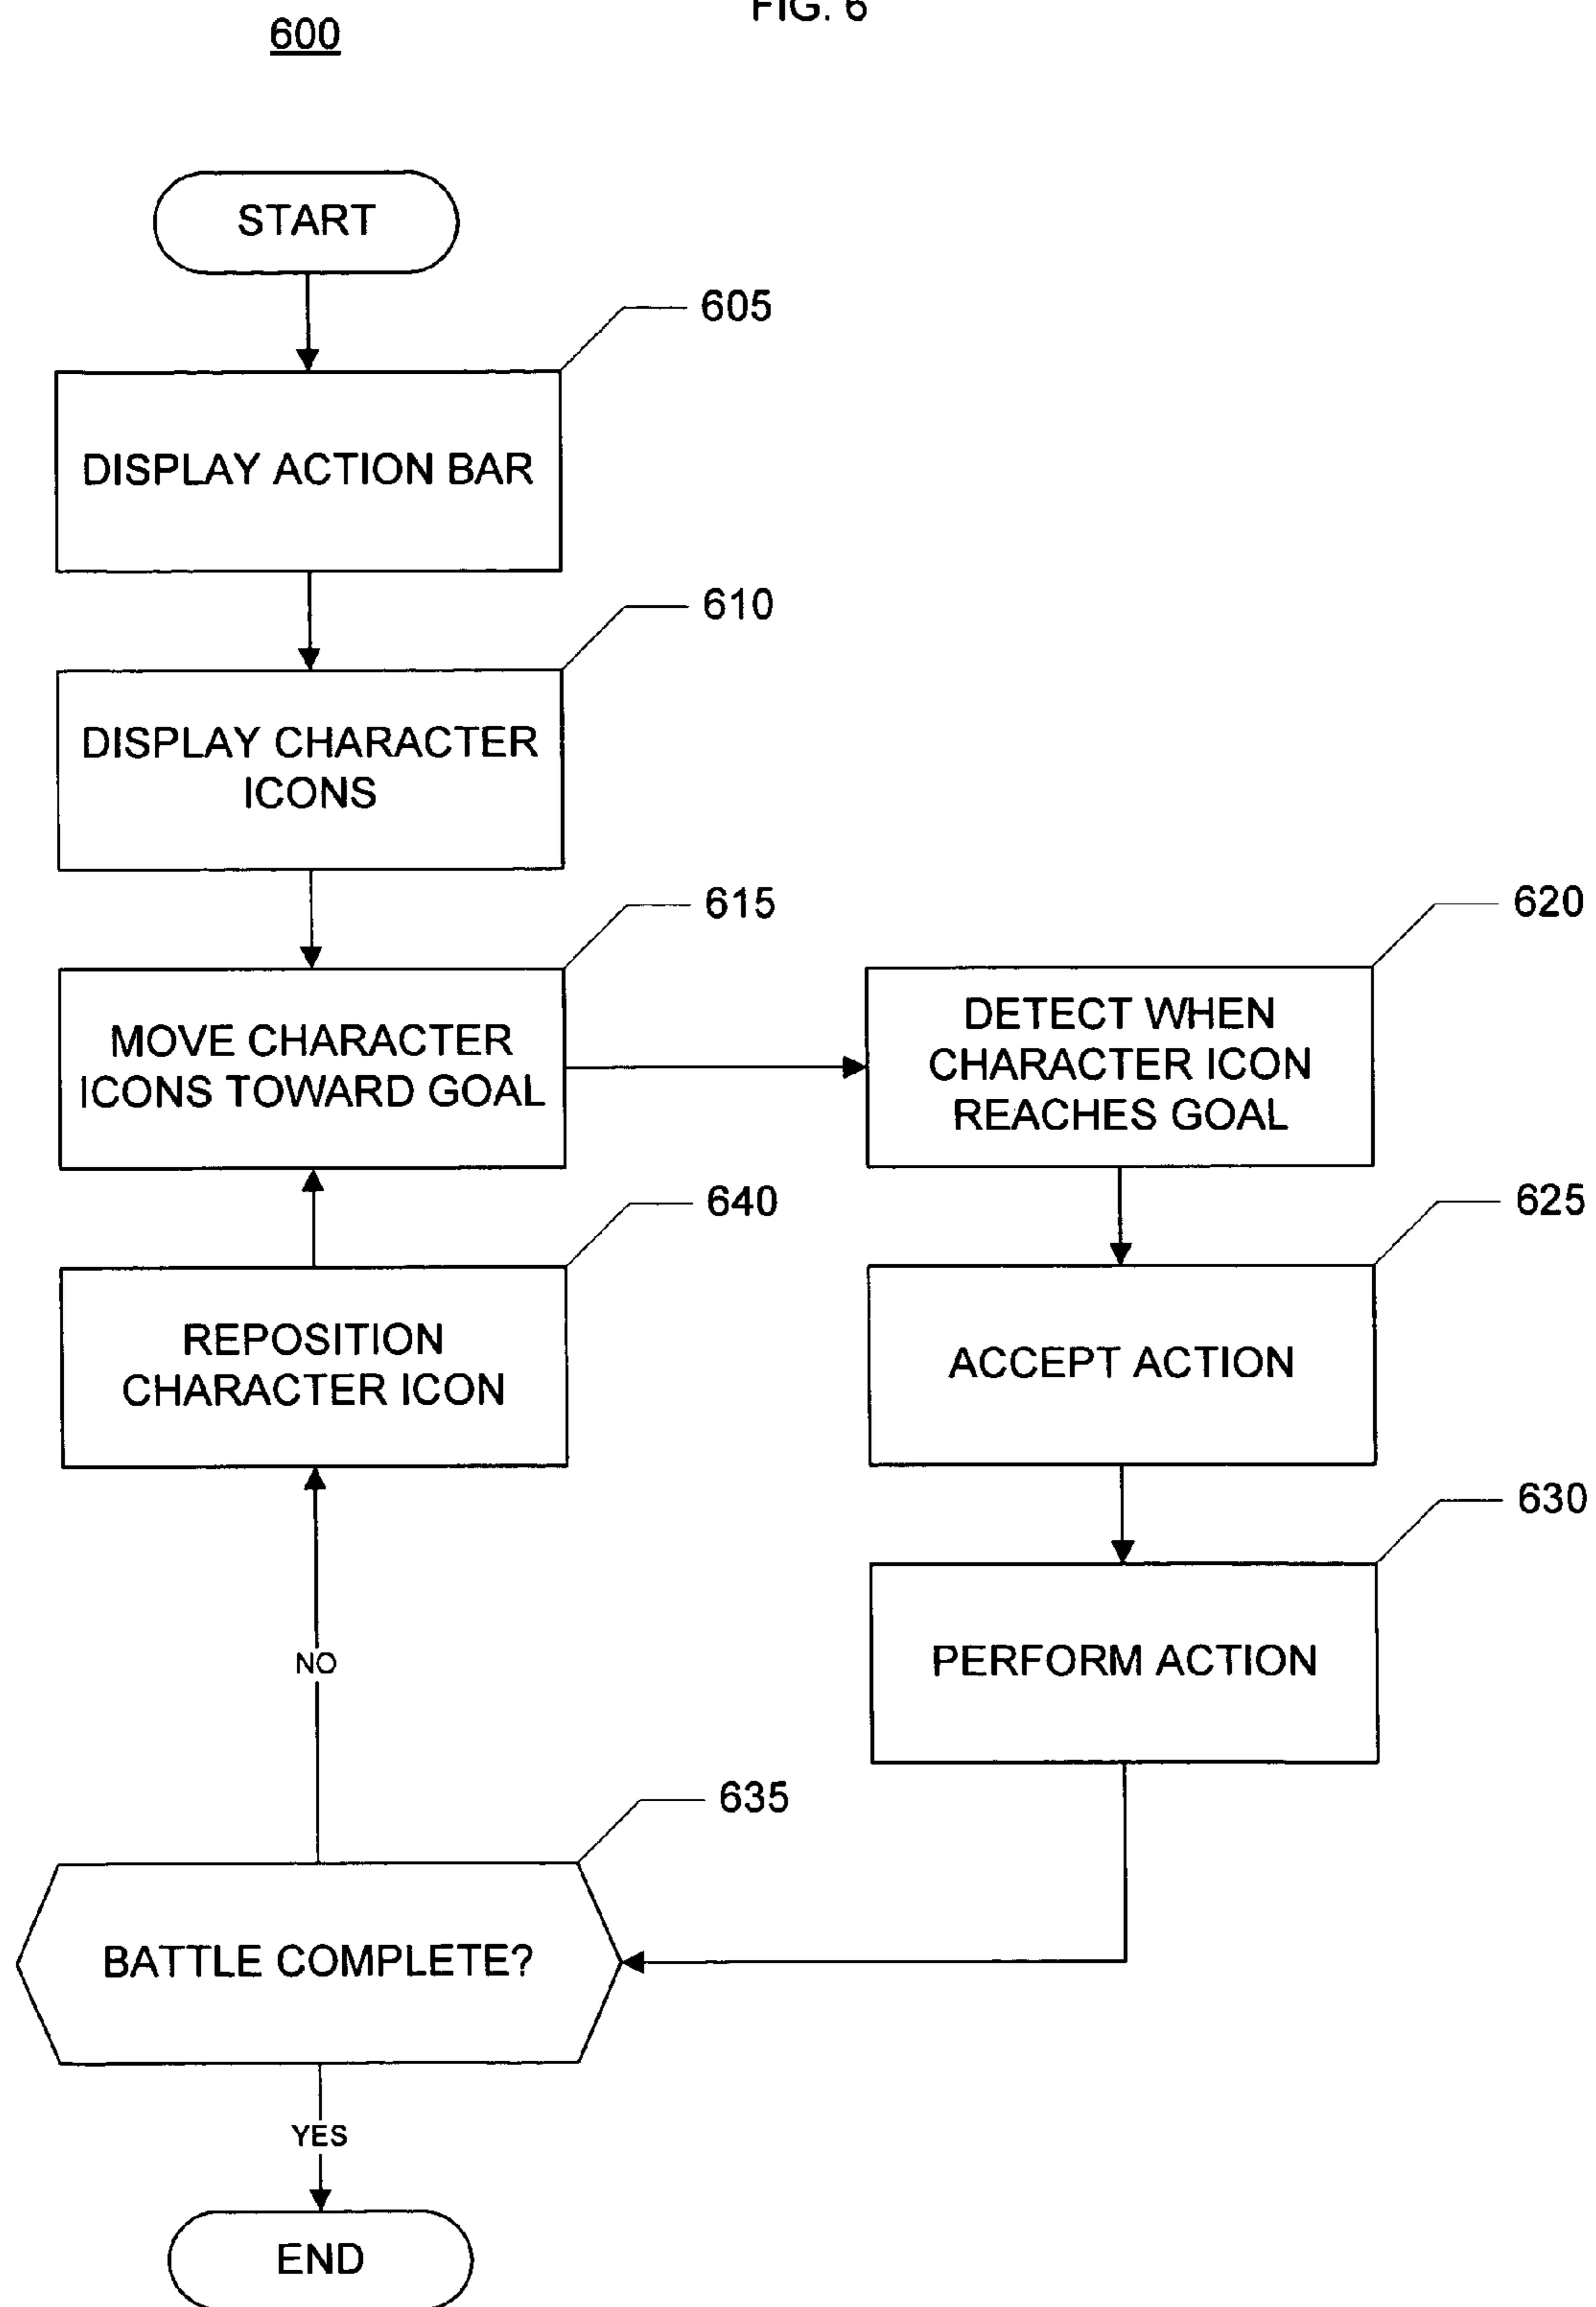 FIG. 6
600
START
605
DISPLAY ACTION BAR
610
DISPLAY CHARACTER
ICONS
615
MOVE CHARACTER
ICONS TOWARD GOAL
620
DETECT WHEN
CHARACTER ICON
REACHES GOAL
625
ACCEPT ACTION
630
PERFORM ACTION
635
BATTLE COMPLETE?
NO
640
REPOSITION
CHARACTER ICON
YES
END